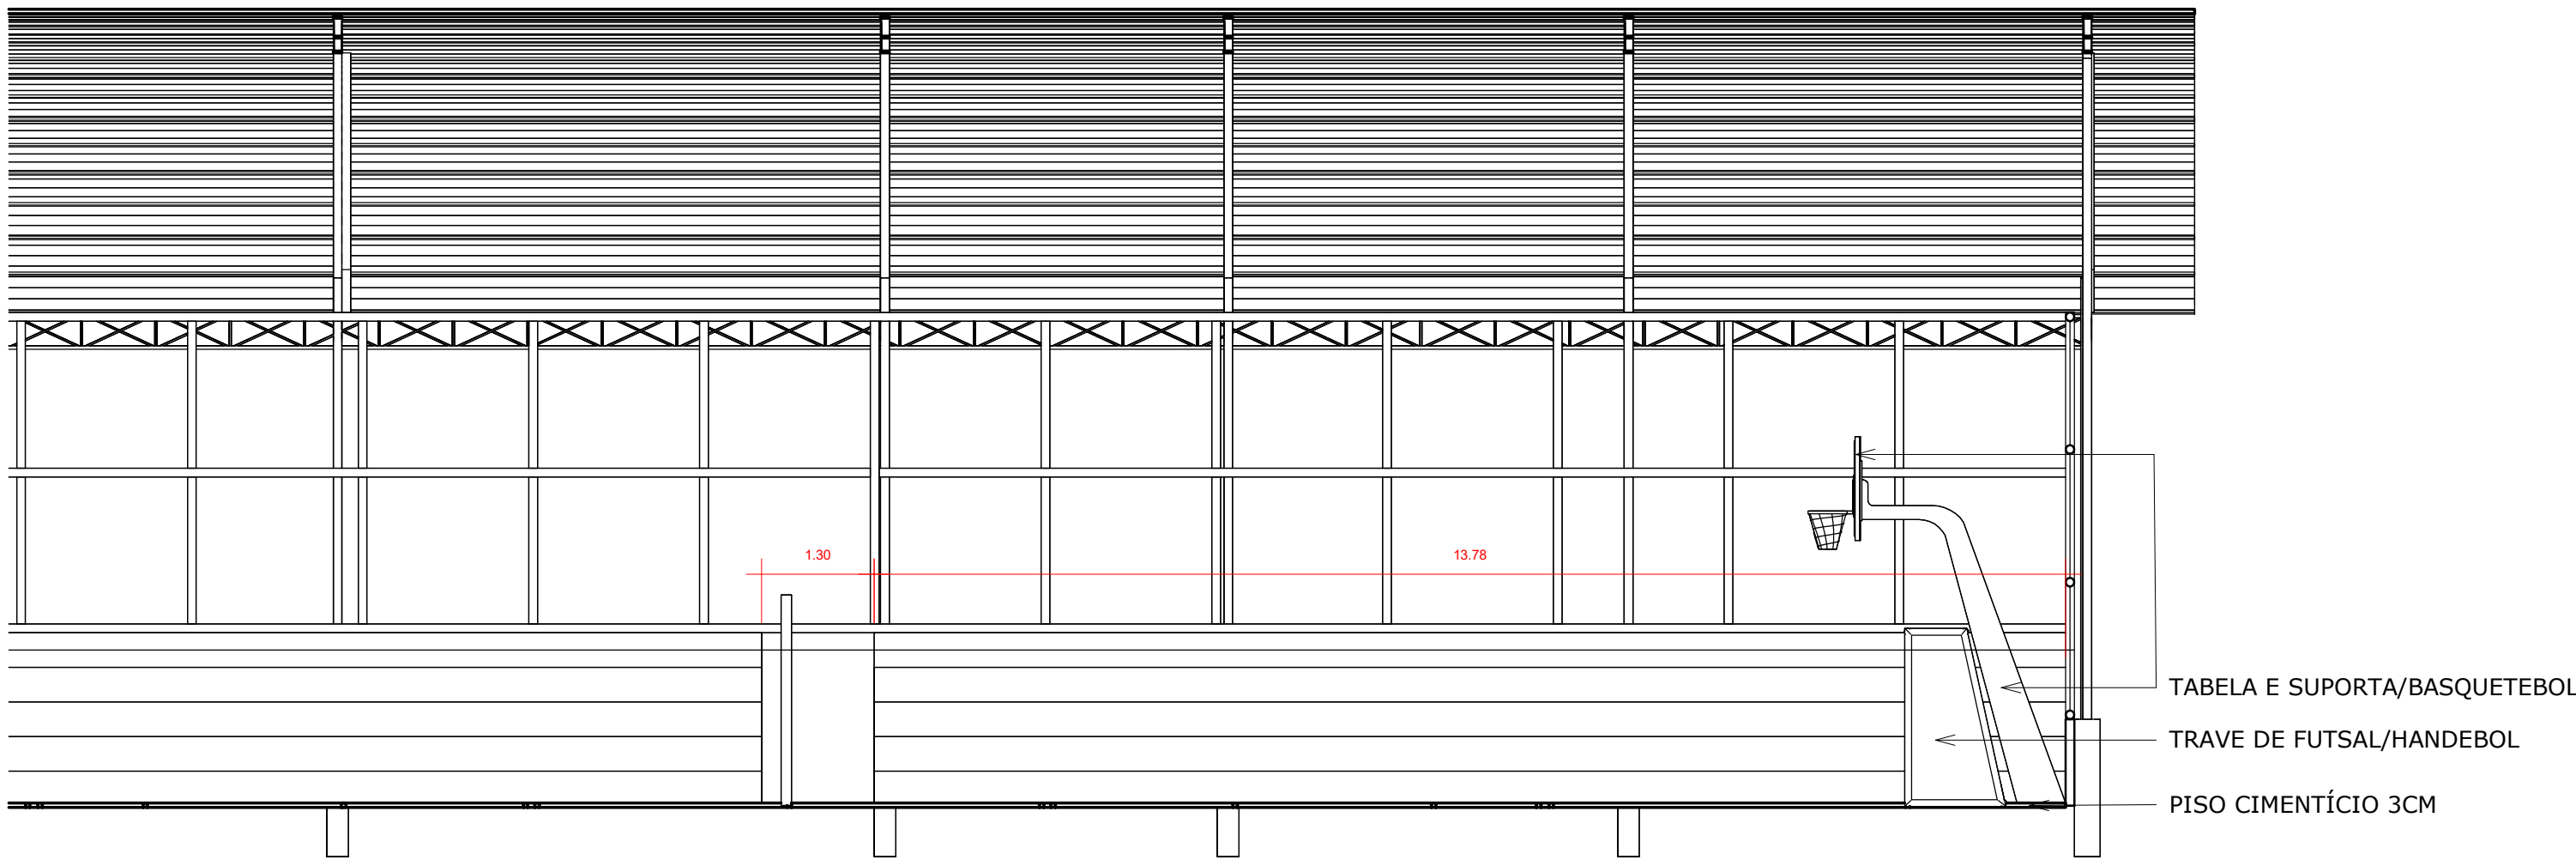 1.30
13.78
TABELA E SUPORTA/BASQUETEBOL
TRAVE DE FUTSAL/HANDEBOL
PISO CIMENTÍCIO 3CM